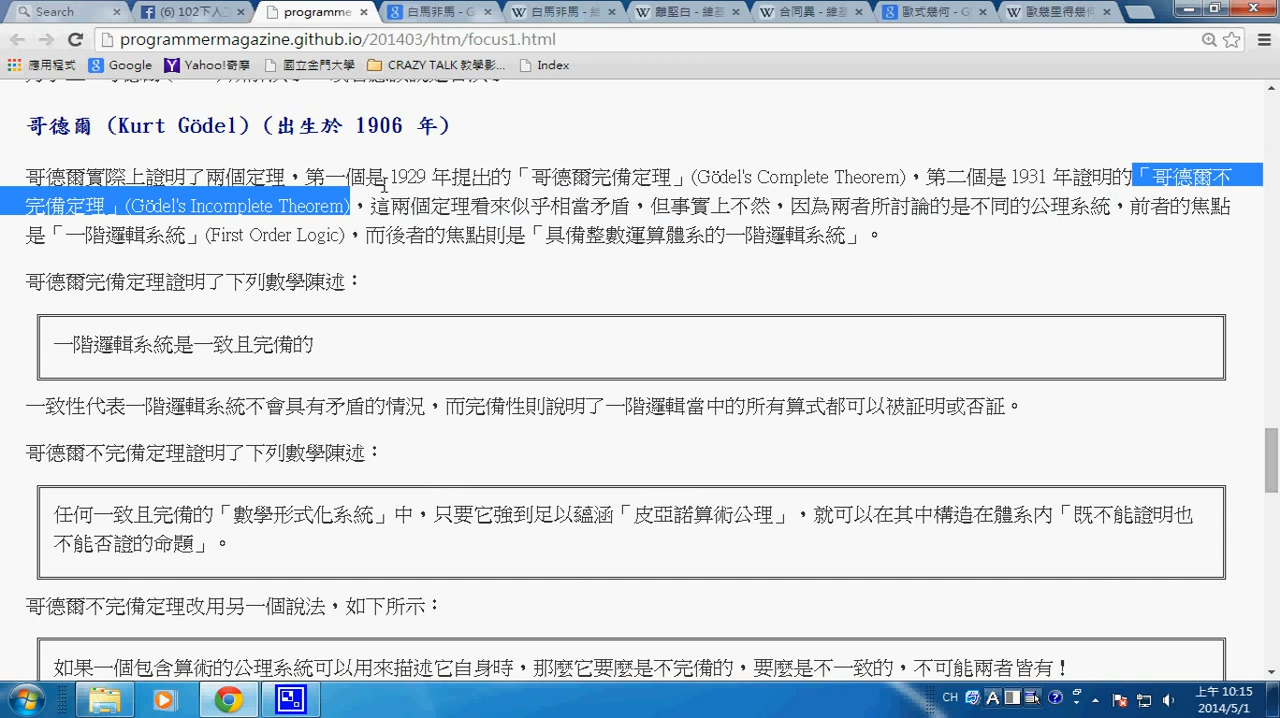 Search
(6) 102下人
programme
白馬非馬 - G
白馬非馬 - 維
離堅白 - 維
合同異 - 維
歐式幾何 - G
歐幾里得幾何
programmermagazine.github.io/201403/htm/focus1.html
應用程式 Google Yahoo!奇摩 國立金門大學 CRAZY TALK 教學影... Index
哥德爾 (Kurt Gödel) (出生於 1906 年)
哥德爾實際上證明了兩個定理，第一個是 1929 年提出的「哥德爾完備定理」(Gödel's Complete Theorem)，第二個是 1931 年證明的「哥德爾不
完備定理」(Gödel's Incomplete Theorem)，這兩個定理看來似乎相當矛盾，但事實上不然，因為兩者所討論的是不同的公理系統，前者的焦點
是「一階邏輯系統」(First Order Logic)，而後者的焦點則是「具備整數運算體系的一階邏輯系統」。
哥德爾完備定理證明了下列數學陳述：
一階邏輯系統是一致且完備的
一致性代表一階邏輯系統不會具有矛盾的情況，而完備性則說明了一階邏輯當中的所有算式都可以被証明或否証。
哥德爾不完備定理證明了下列數學陳述：
任何一致且完備的「數學形式化系統」中，只要它強到足以蘊涵「皮亞諾算術公理」，就可以在其中構造在體系內「既不能證明也
不能否證的命題」。
哥德爾不完備定理改用另一個說法，如下所示：
如果一個包含算術的公理系統可以用來描述它自身時，那麼它要麼是不完備的，要麼是不一致的，不可能兩者皆有！
CH
上午 10:15
2014/5/1